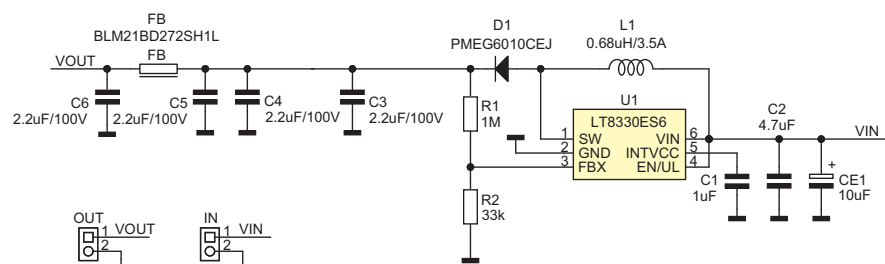 FB
BLM21BD272SH1L
FB
VOUT
C6
2.2uF/100V
C5
2.2uF/100V
C4
2.2uF/100V
C3
2.2uF/100V
D1
PMEG6010CEJ
L1
0.68uH/3.5A
R1
1M
R2
33k
U1
LT8330ES6
1 SW VIN 6
2 GND INTVCC 5
3 FBX EN/UL 4
C1
1uF
C2
4.7uF
VIN
+
CE1
10uF
OUT
1 VOUT
2
IN
1 VIN
2